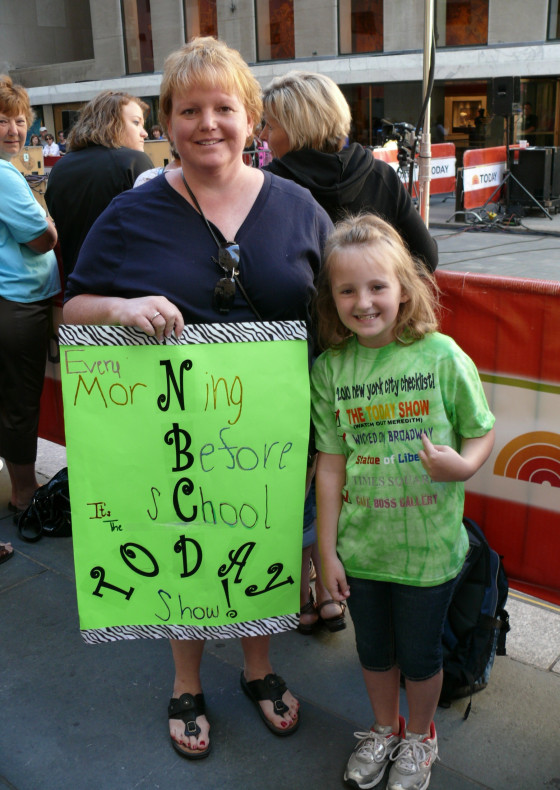 Every
MorNing
Before
It's The
School
TODAY
Show!
2010 new york city checklist!
THE TODAY SHOW
(WATCH OUT MEREDITH)
WICKED ON BROADWAY
Statue of Libe
TIMES SQUARE
CAKE BOSS GALLERY
TODAY
TODAY